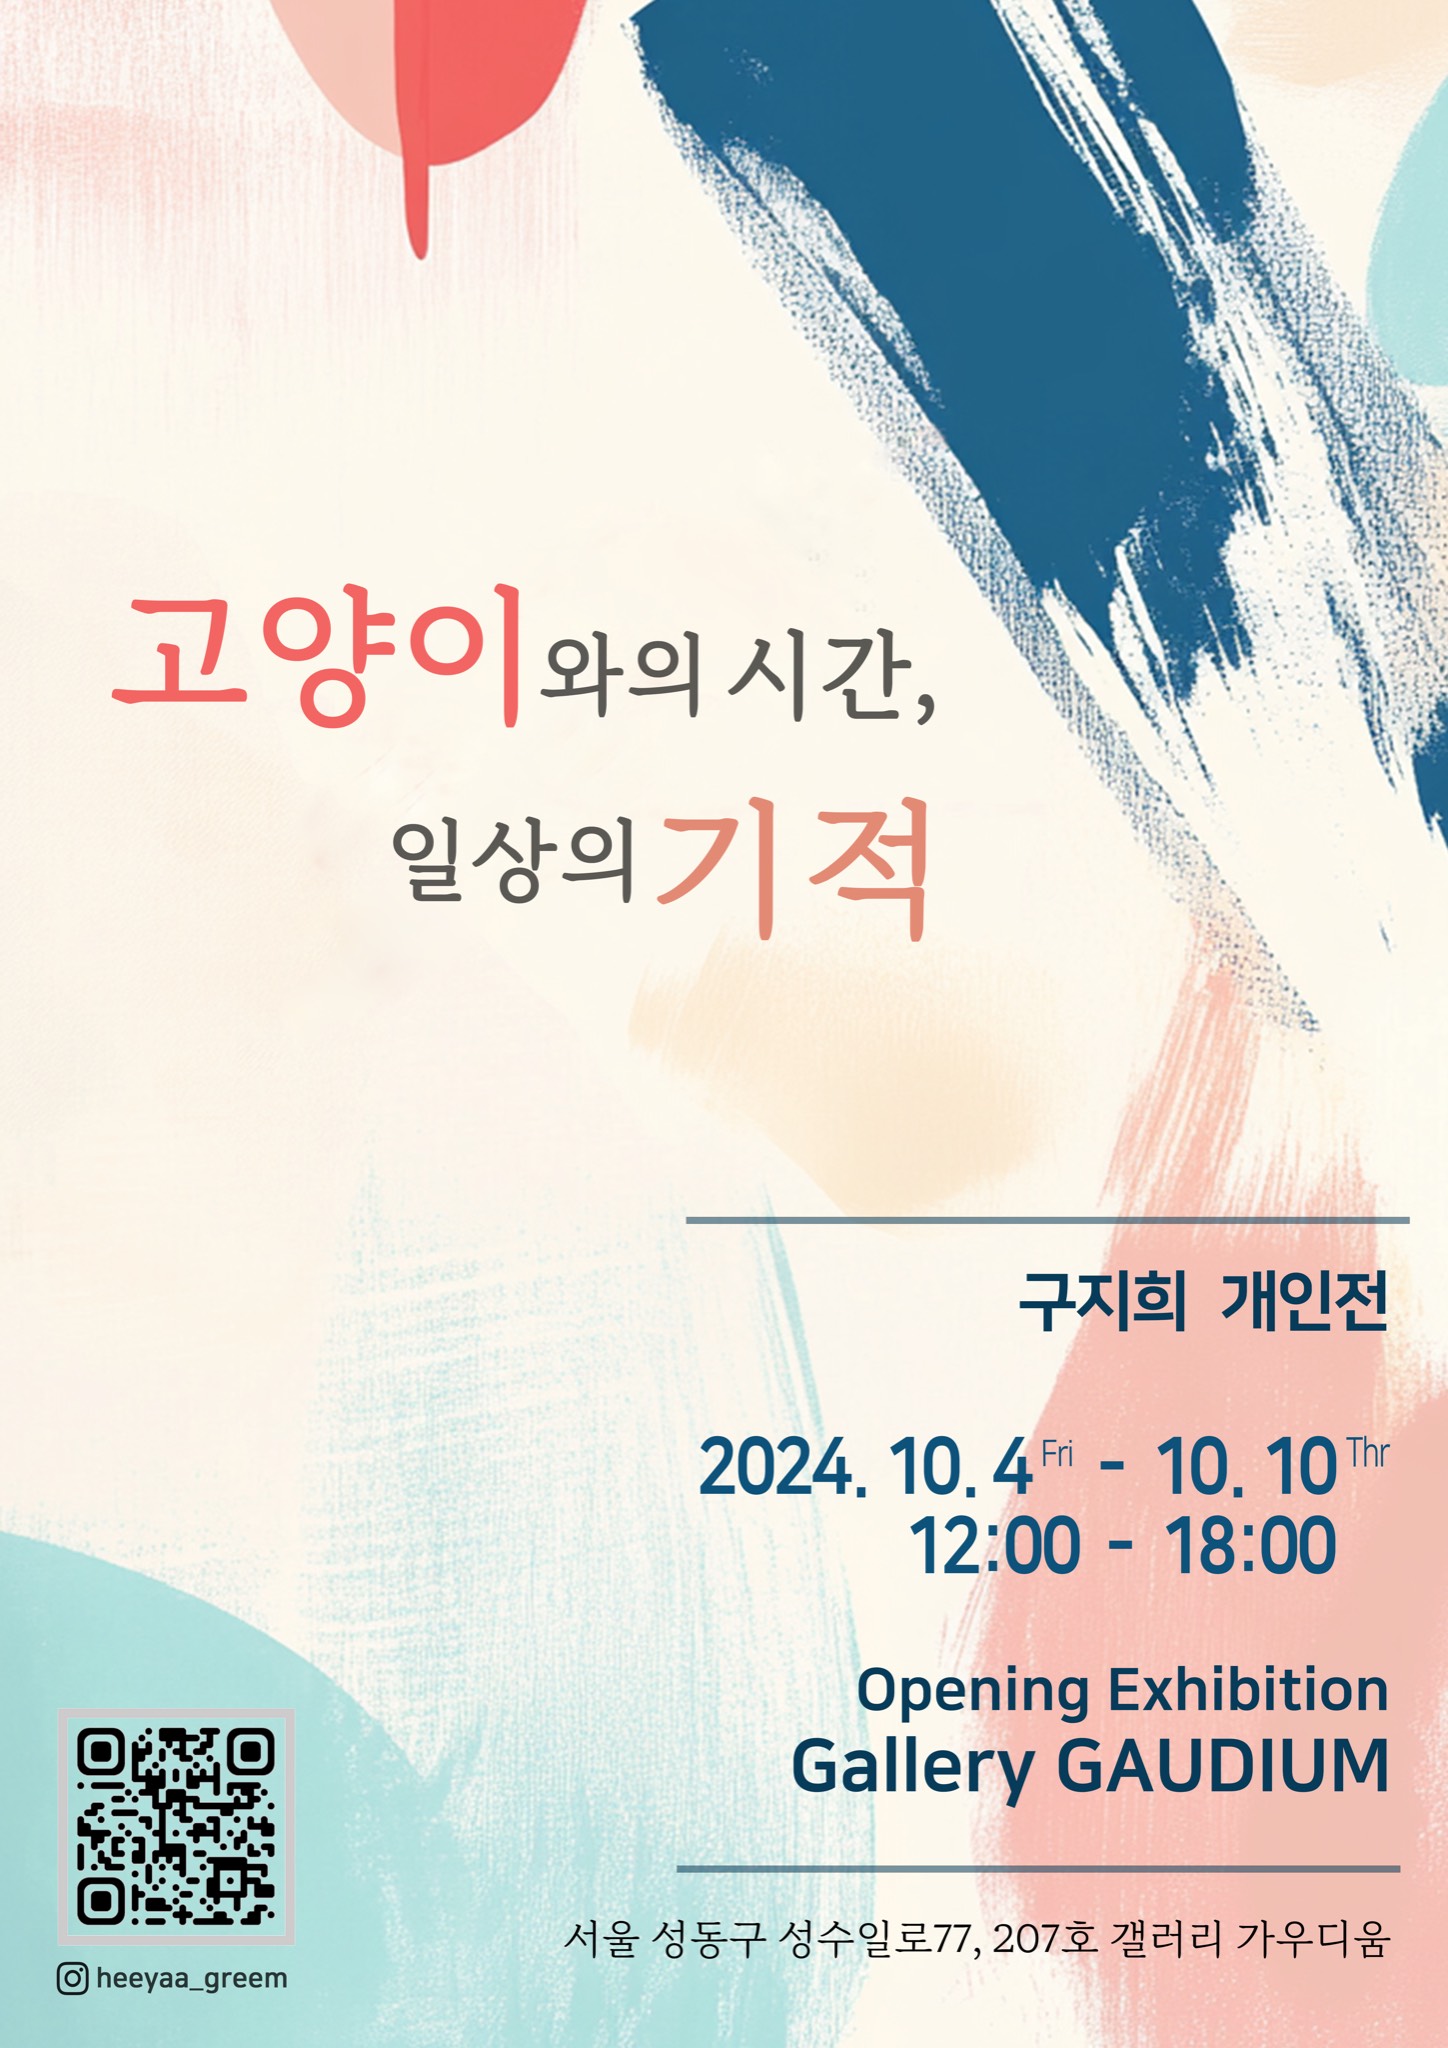 고양이와의 시간,
일상의 기적
구지희 개인전
2024. 10. 4 Fri - 10. 10 Thr
12:00 - 18:00
Opening Exhibition
Gallery GAUDIUM
서울 성동구 성수일로77, 207호 갤러리 가우디움
heeyaa_greem